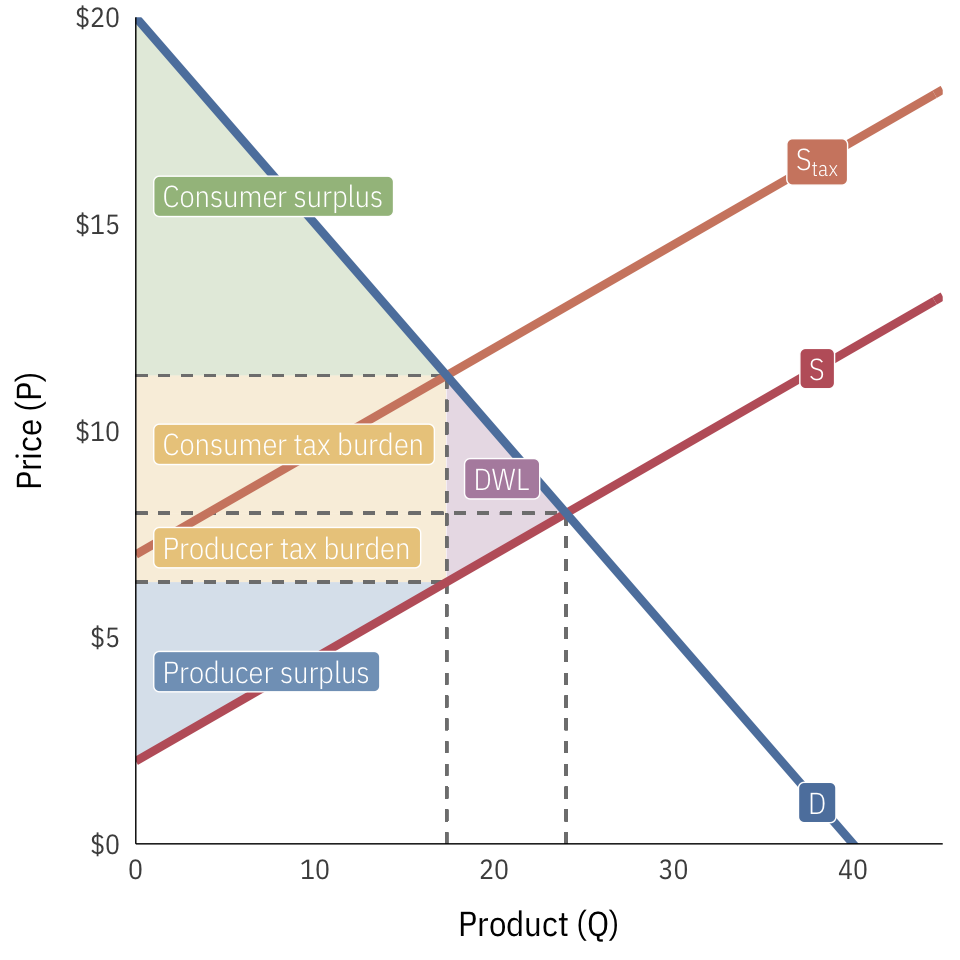 $20
S_tax
Consumer surplus
$15
S
Price (P)
$10
Consumer tax burden
DWL
Producer tax burden
$5
Producer surplus
D
$0
0 10 20 30 40
Product (Q)